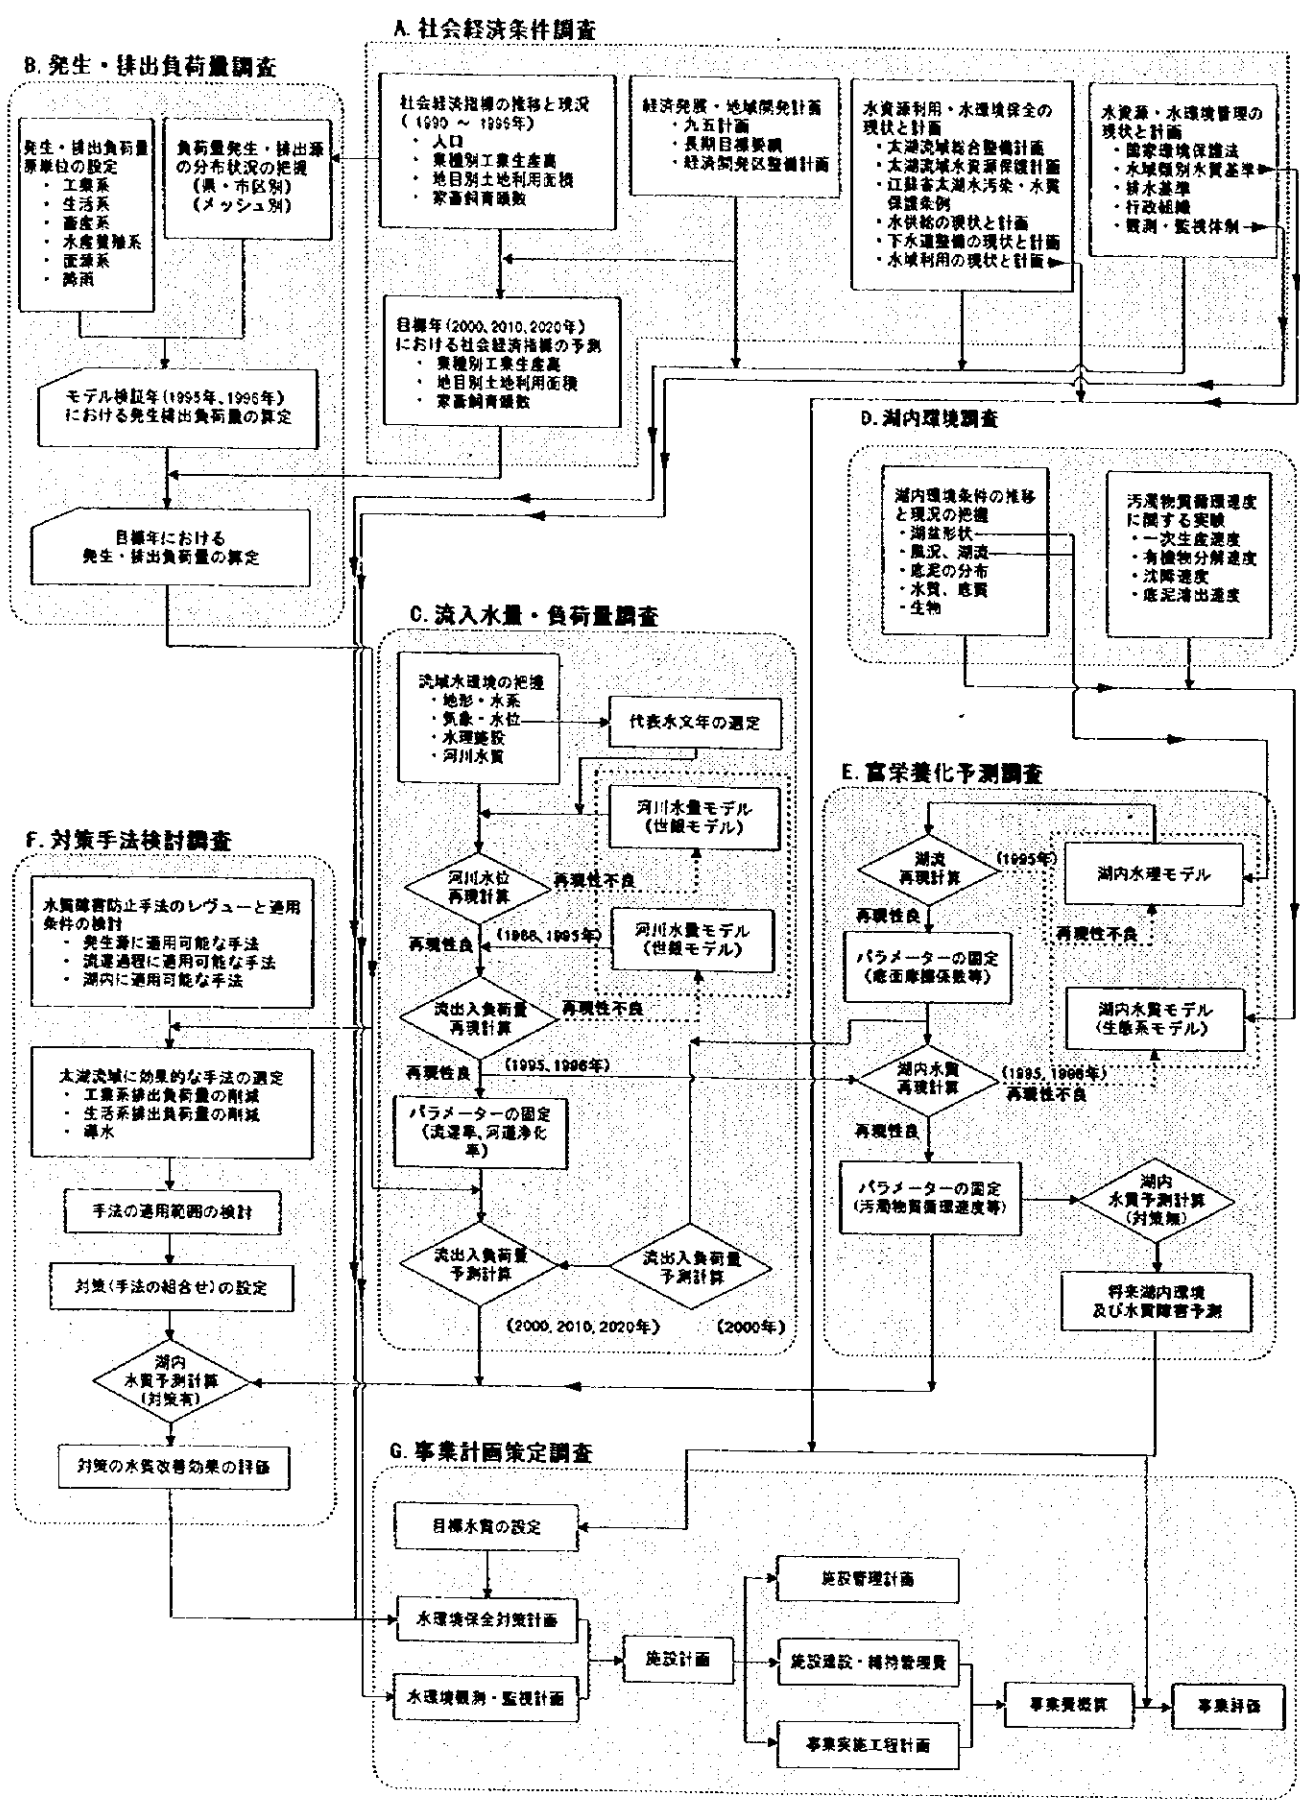 A. 社会経済条件調査
社会経済指標の推移と現況
(1990 ～ 1996年)
・ 人口
・ 業種別工業生産高
・ 地目別土地利用面積
・ 家畜飼育頭数
経済発展・地域開発計画
・九五計画
・長期目標要綱
・経済開発区整備計画
水資源利用・水環境保全の
現状と計画
・太湖流域総合整備計画
・太湖流域水資源保護計画
・江蘇省太湖水汚染・水質
保護条例
・水供給の現状と計画
・下水道整備の現状と計画
・水域利用の現状と計画
水資源・水環境管理の
現状と計画
・国家環境保護法
・水域類別水質基準
・排水基準
・行政組織
・観測・監視体制
目標年(2000、2010、2020年)
における社会経済指標の予測
・ 業種別工業生産高
・ 地目別土地利用面積
・ 家畜飼育頭数
B. 発生・排出負荷量調査
発生・排出負荷量
原単位の設定
・ 工業系
・ 生活系
・ 畜産系
・ 水産養殖系
・ 面源系
・ 降雨
負荷量発生・排出源
の分布状況の把握
(県・市区別)
(メッシュ別)
モデル検証年(1995年、1996年)
における発生排出負荷量の算定
目標年における
発生・排出負荷量の算定
D. 湖内環境調査
湖内環境条件の推移
と現況の把握
・湖盆形状
・風況、湖流
・底泥の分布
・水質、底質
・生物
汚濁物質循環速度
に関する実験
・一次生産速度
・有機物分解速度
・沈降速度
・底泥溶出速度
C. 流入水量・負荷量調査
流域水環境の把握
・地形・水系
・気象・水位
・水理施設
・河川水質
代表水文年の選定
河川水量モデル
(世銀モデル)
河川水位
再現計算
再現性不良
再現性良
(1988、1995年)
河川水量モデル
(世銀モデル)
流出入負荷量
再現計算
再現性不良
再現性良
(1995、1996年)
パラメーターの固定
(流達率、河道浄化
率)
流出入負荷量
予測計算
流出入負荷量
予測計算
(2000, 2010, 2020年)
(2000年)
E. 富栄養化予測調査
湖流
再現計算
(1995年)
湖内水理モデル
再現性良
再現性不良
パラメーターの固定
(底面摩擦係数等)
湖内水質モデル
(生態系モデル)
湖内水質
再現計算
(1995, 1996年)
再現性不良
再現性良
パラメーターの固定
(汚濁物質循環速度等)
湖内
水質予測計算
(対策無)
将来湖内環境
及び水質障害予測
F. 対策手法検討調査
水質障害防止手法のレヴューと適用
条件の検討
・ 発生源に適用可能な手法
・ 流達過程に適用可能な手法
・ 湖内に適用可能な手法
太湖流域に効果的な手法の選定
・ 工業系排出負荷量の削減
・ 生活系排出負荷量の削減
・ 導水
手法の適用範囲の検討
対策(手法の組合せ)の設定
湖内
水質予測計算
(対策有)
対策の水質改善効果の評価
G. 事業計画策定調査
目標水質の設定
水環境保全対策計画
水環境観測・監視計画
施設計画
施設管理計画
施設建設・維持管理費
事業実施工程計画
事業費概算
事業評価